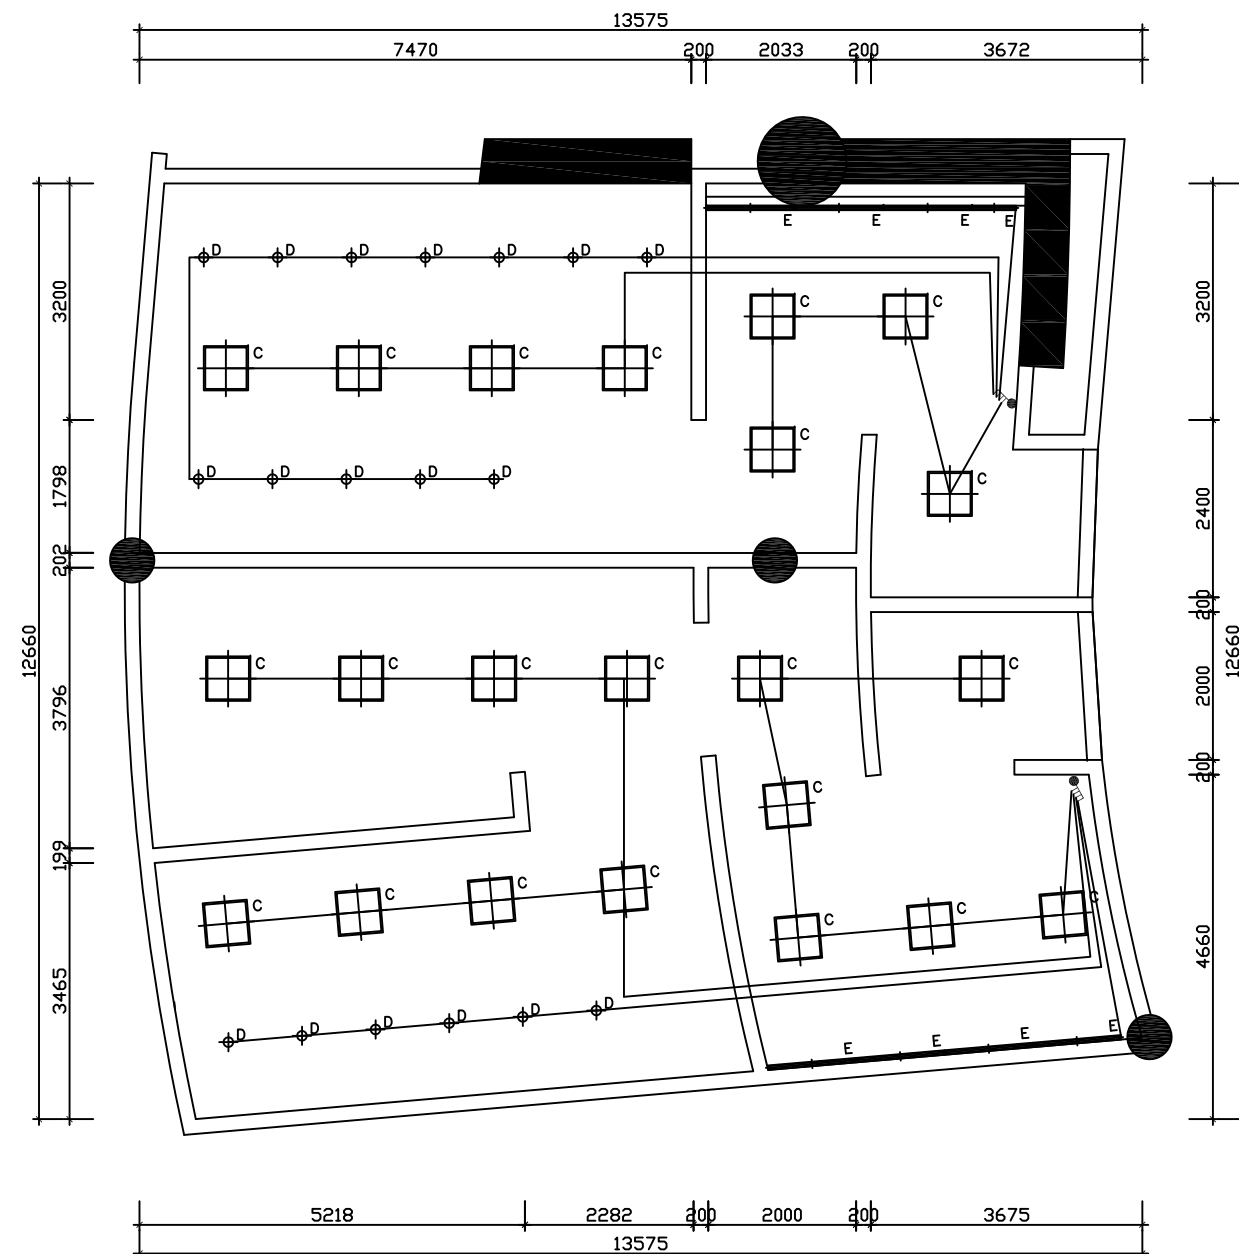 13575
7470 200 2033 200 3672
E E E E
D D D D D D D
3200 3200
C C
C C C C
C
1798 D D D D D C 2400
202
200
12660 12660
C C C C C C
3796 2000
200
C
199
C C C C C C C
3465 4660
D D D D D D
E E E E
5218 2282 200 2000 200 3675
13575